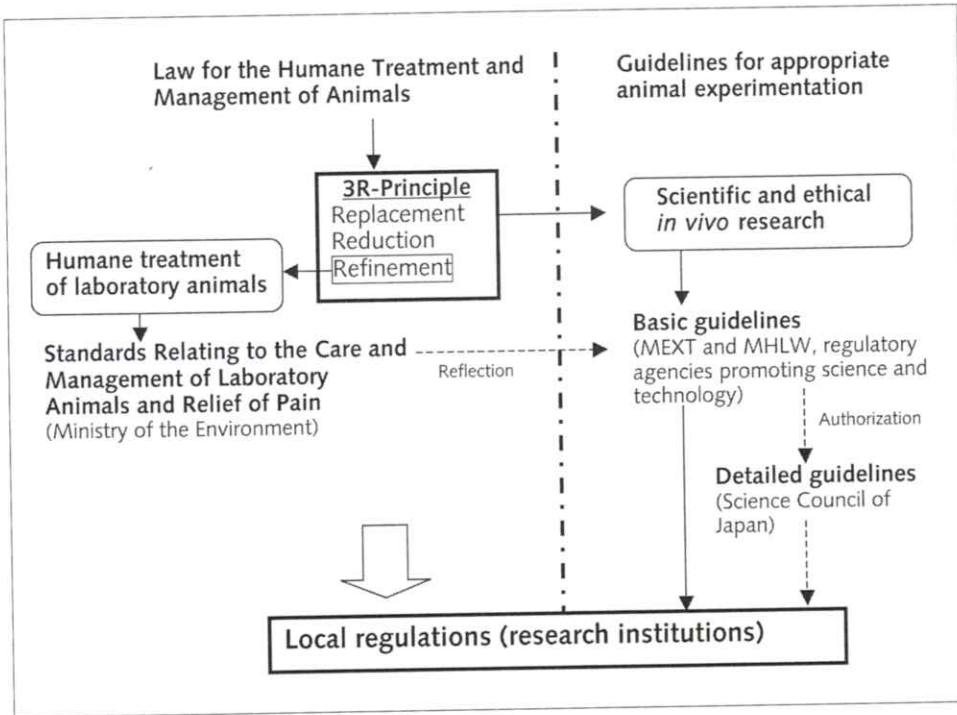 Law for the Humane Treatment and
Management of Animals
Guidelines for appropriate
animal experimentation
3R-Principle
Replacement
Reduction
Refinement
Scientific and ethical
in vivo research
Humane treatment
of laboratory animals
Standards Relating to the Care and
Management of Laboratory
Animals and Relief of Pain
(Ministry of the Environment)
Reflection
Basic guidelines
(MEXT and MHLW, regulatory
agencies promoting science and
technology)
Authorization
Detailed guidelines
(Science Council of
Japan)
Local regulations (research institutions)